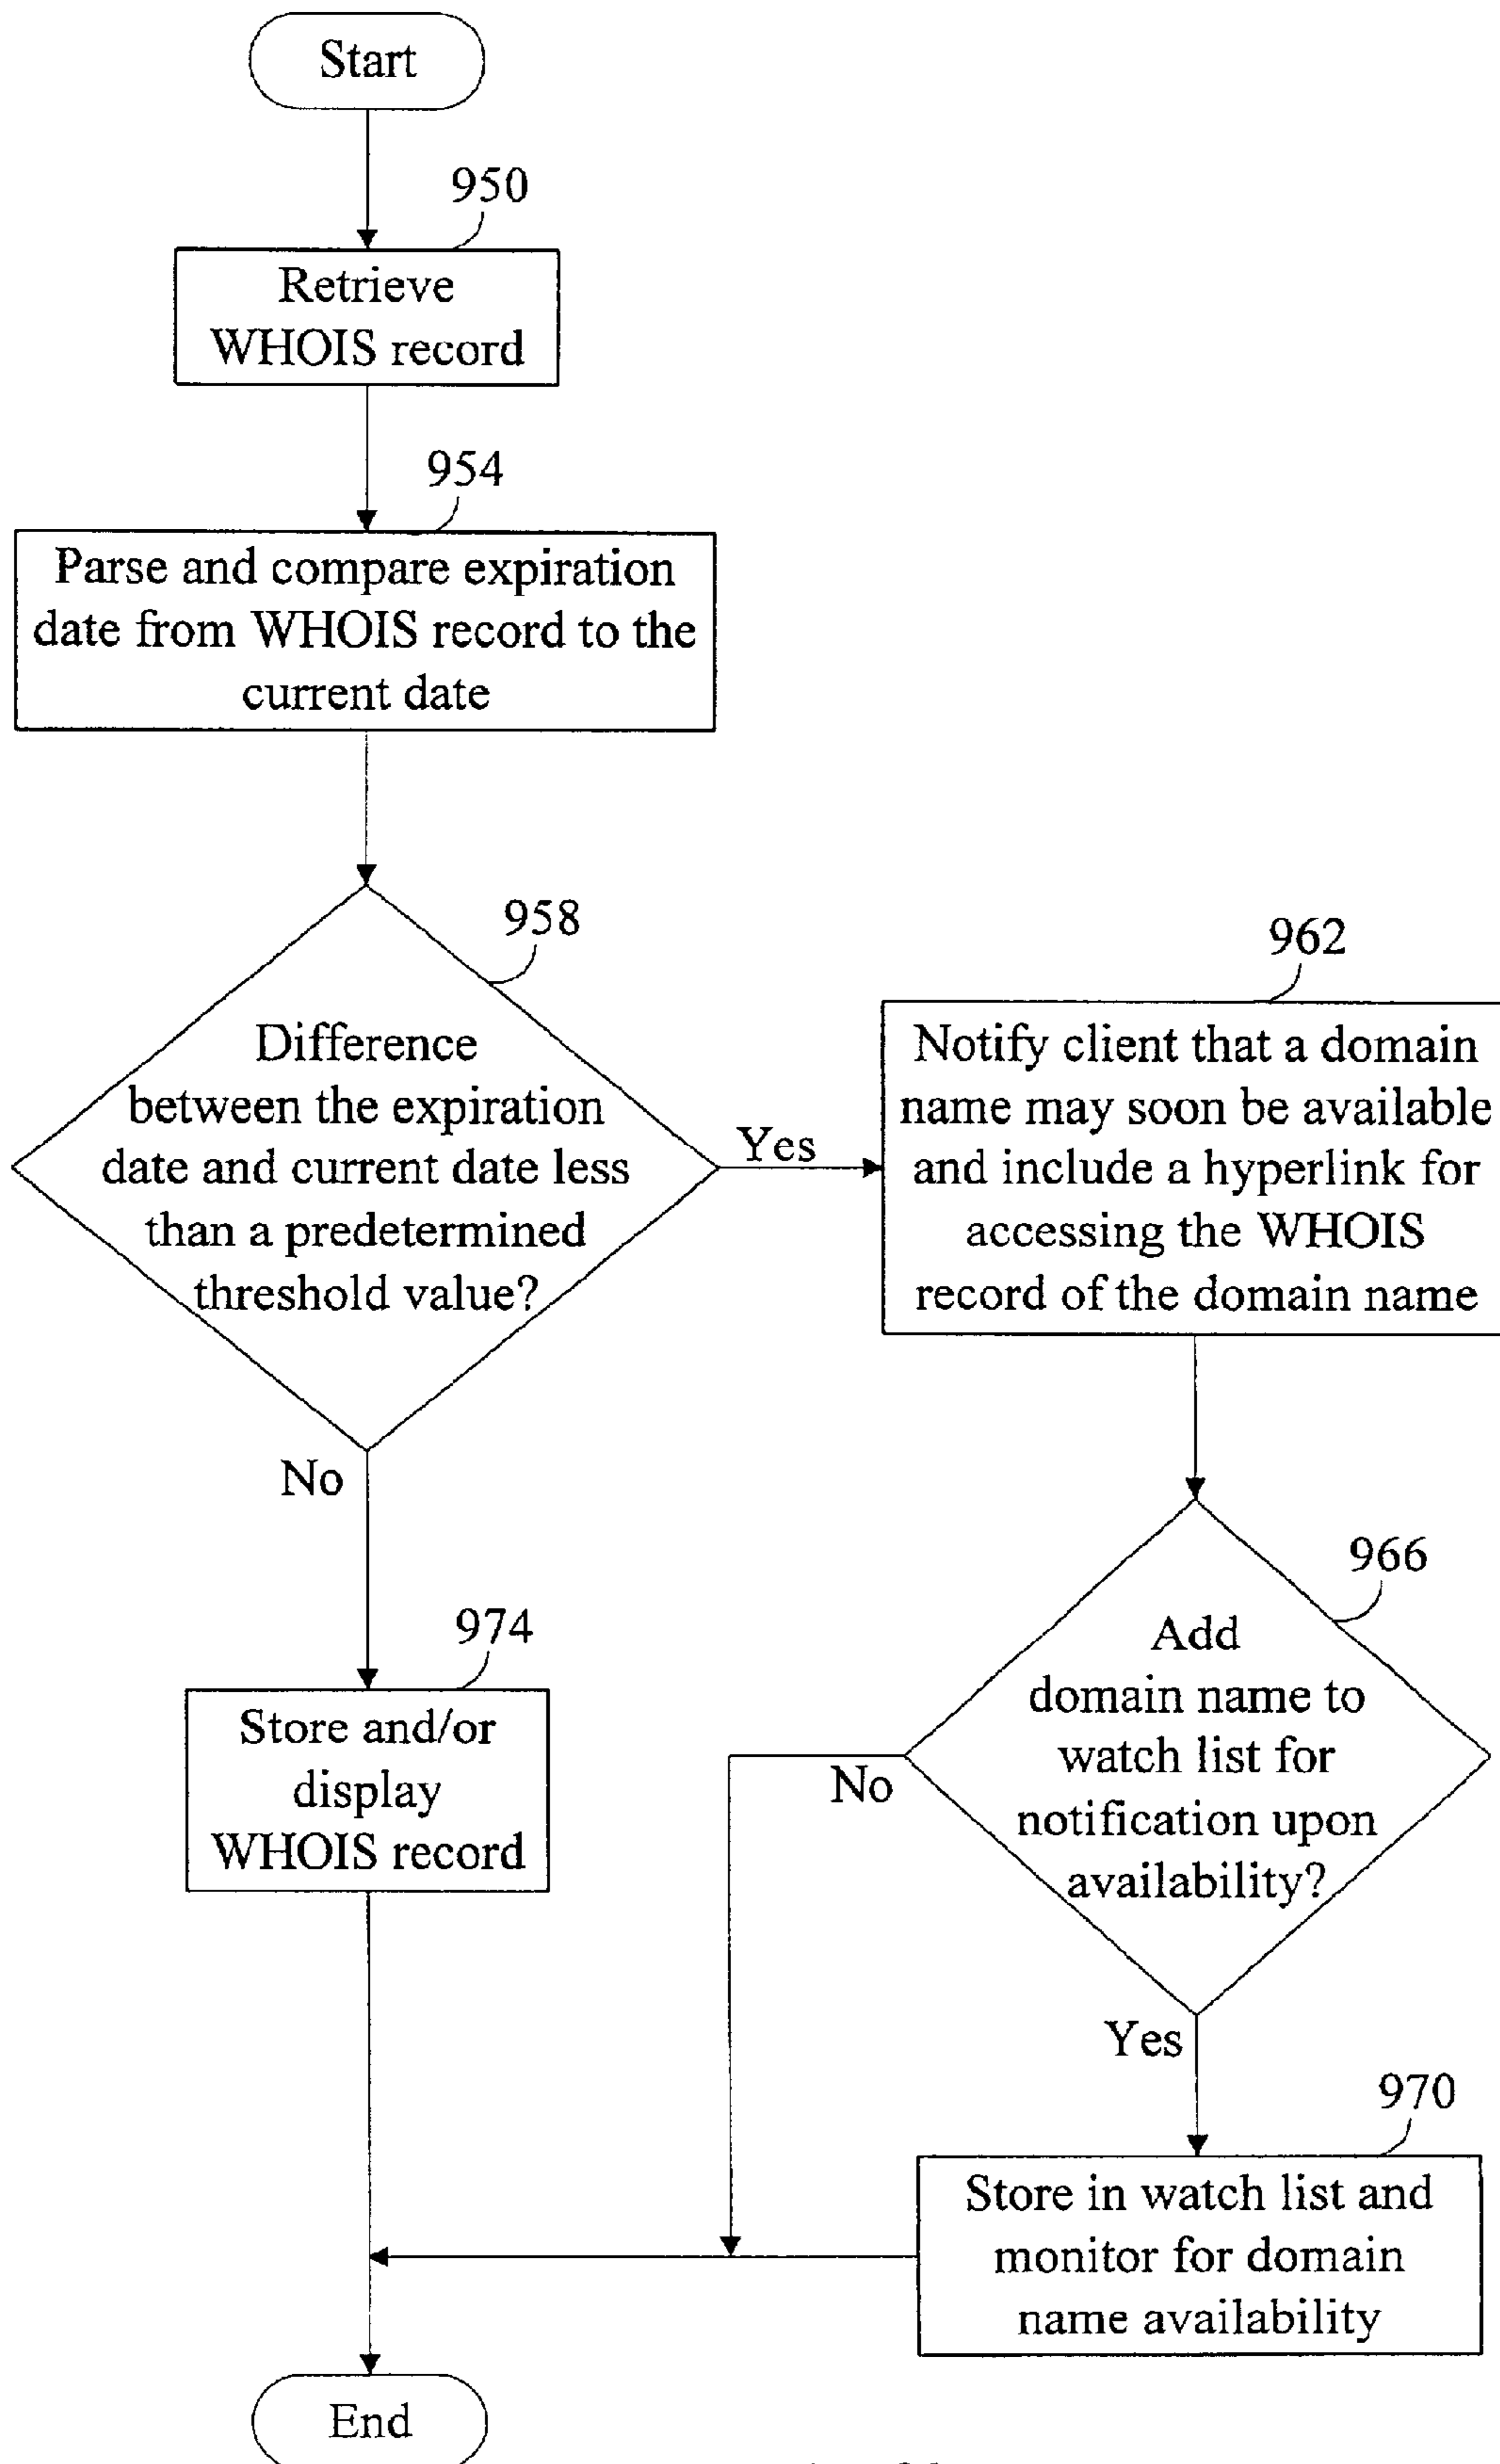 Start
950
Retrieve
WHOIS record
954
Parse and compare expiration
date from WHOIS record to the
current date
958
Difference
between the expiration
date and current date less
than a predetermined
threshold value?
Yes
No
962
Notify client that a domain
name may soon be available
and include a hyperlink for
accessing the WHOIS
record of the domain name
966
Add
domain name to
watch list for
notification upon
availability?
No
Yes
974
Store and/or
display
WHOIS record
970
Store in watch list and
monitor for domain
name availability
End